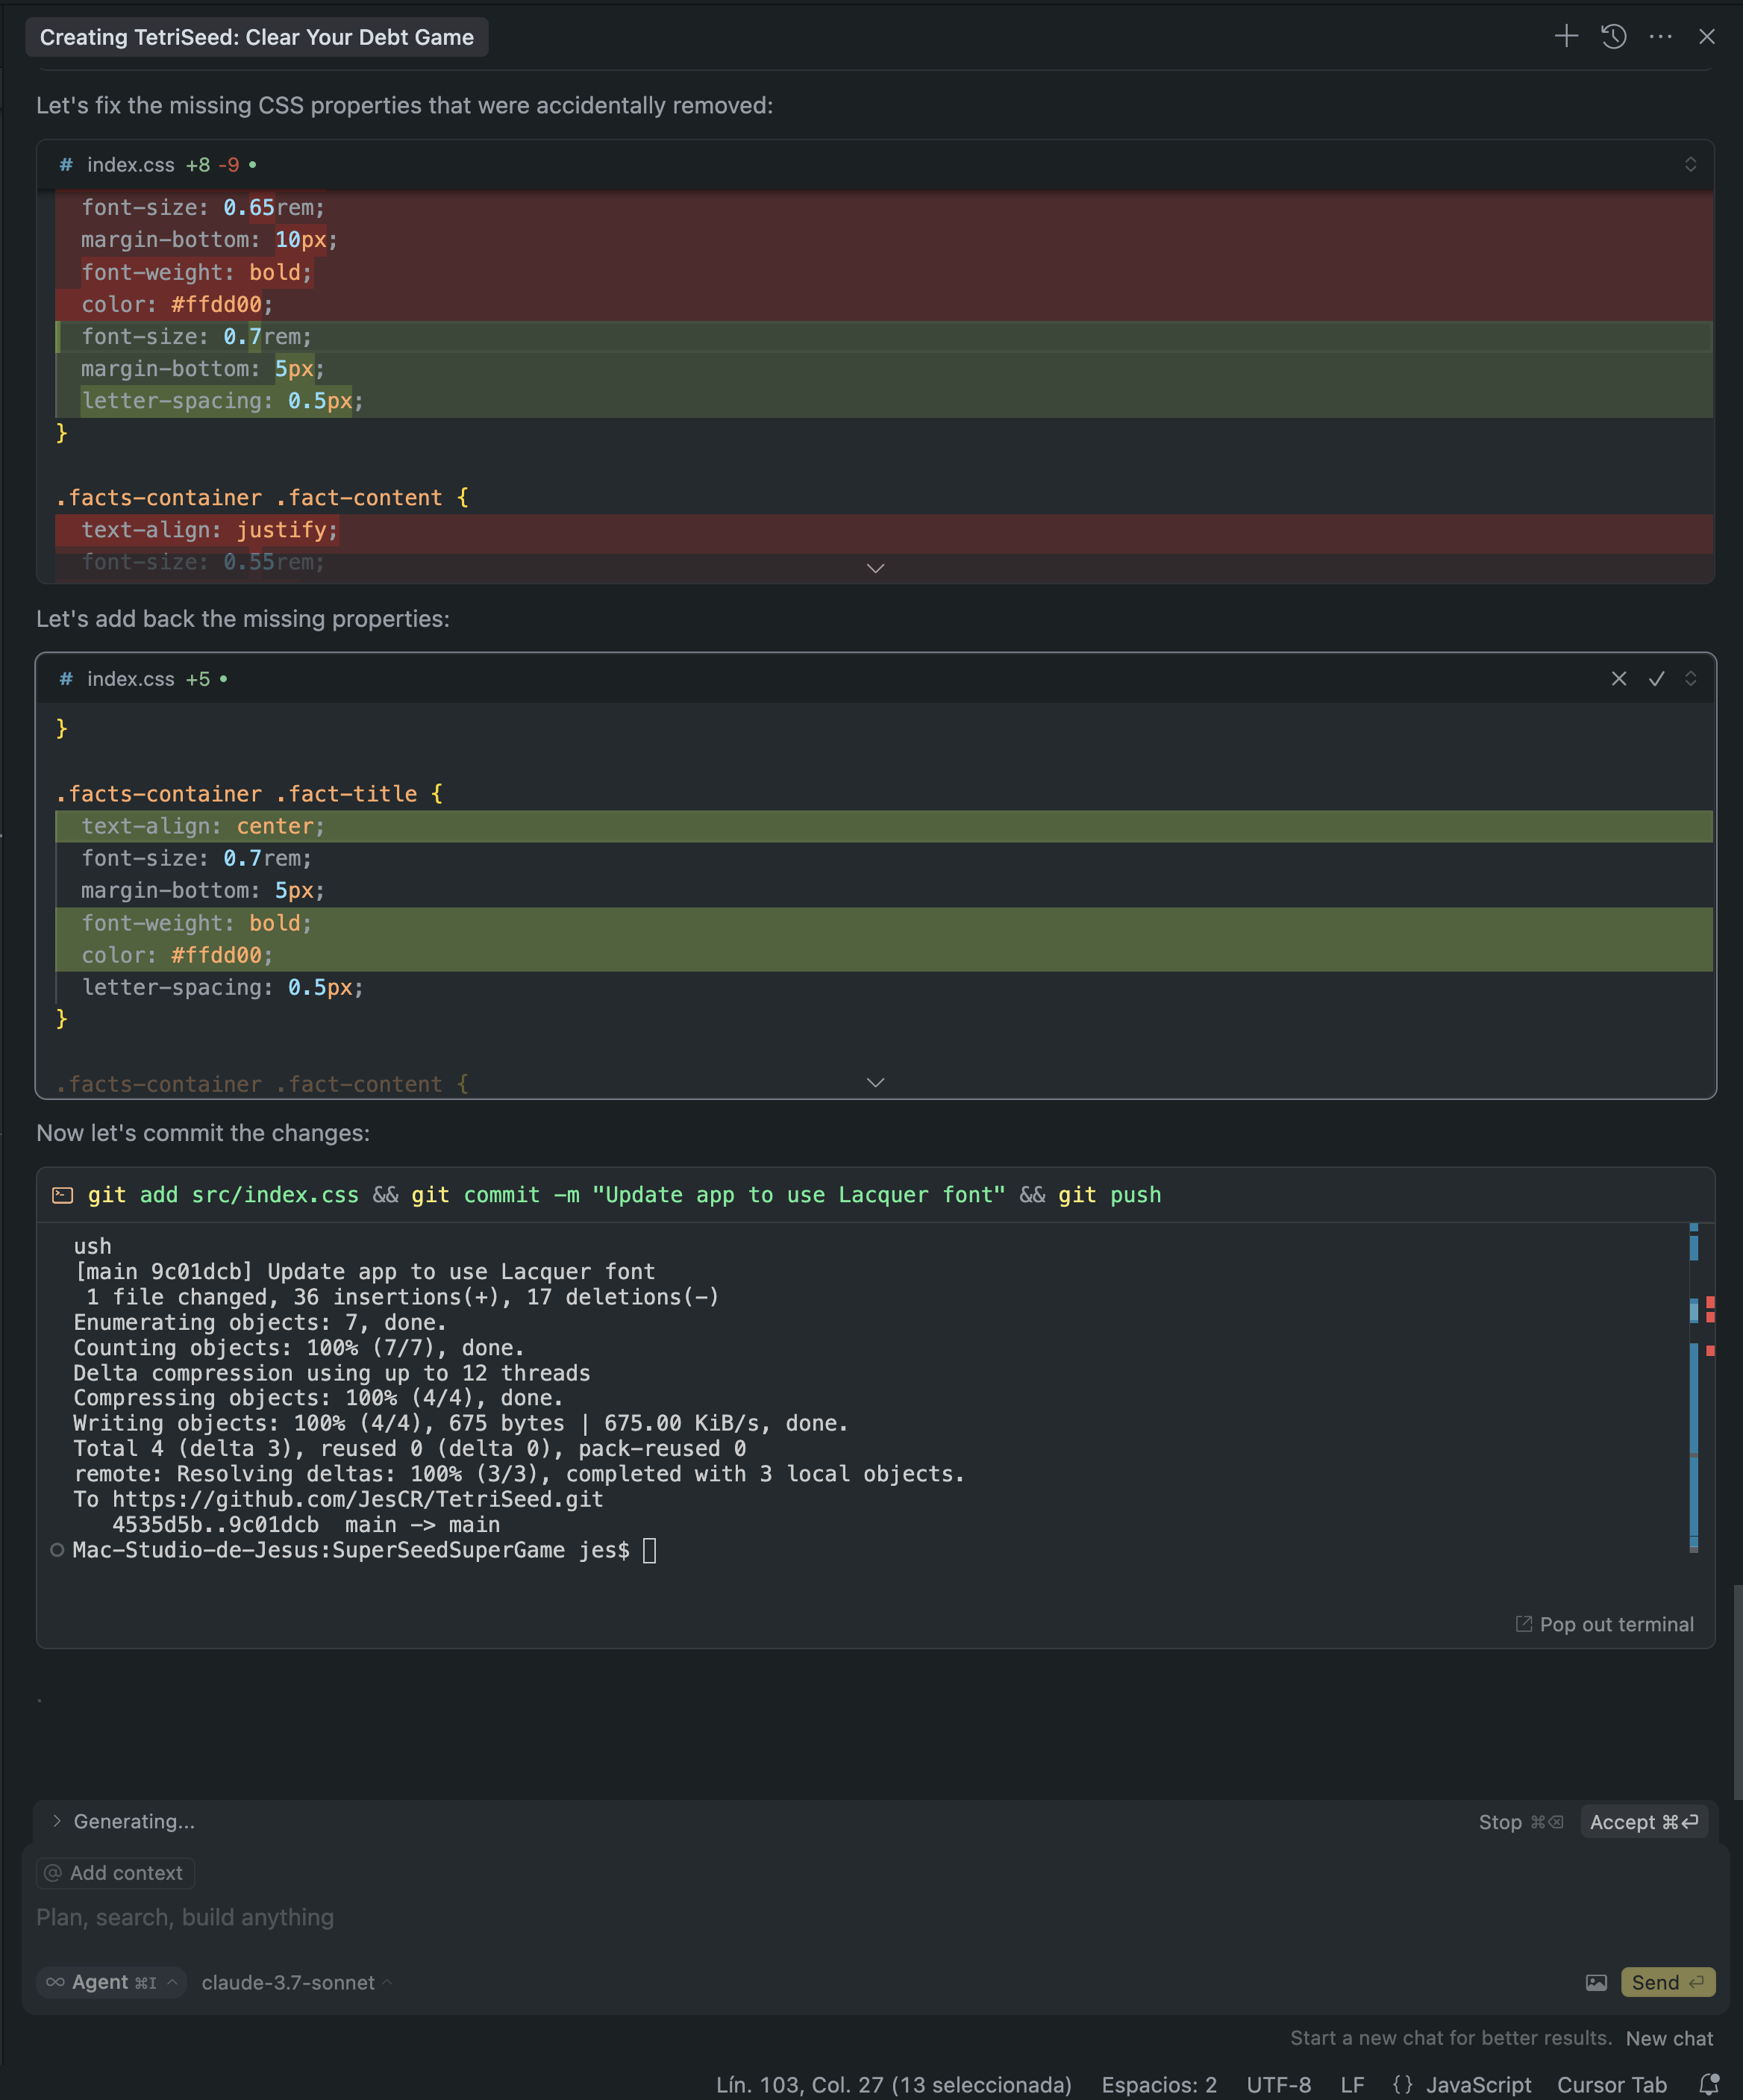 Creating TetriSeed: Clear Your Debt Game
Let's fix the missing CSS properties that were accidentally removed:
# index.css +8 -9 •
font-size: 0.65rem;
margin-bottom: 10px;
font-weight: bold;
color: #ffdd00;
font-size: 0.7rem;
margin-bottom: 5px;
letter-spacing: 0.5px;
}
.facts-container .fact-content {
text-align: justify;
font-size: 0.55rem;
Let's add back the missing properties:
# index.css +5 •
}
.facts-container .fact-title {
text-align: center;
font-size: 0.7rem;
margin-bottom: 5px;
font-weight: bold;
color: #ffdd00;
letter-spacing: 0.5px;
}
.facts-container .fact-content {
Now let's commit the changes:
git add src/index.css && git commit -m "Update app to use Lacquer font" && git push
ush
[main 9c01dcb] Update app to use Lacquer font
1 file changed, 36 insertions(+), 17 deletions(-)
Enumerating objects: 7, done.
Counting objects: 100% (7/7), done.
Delta compression using up to 12 threads
Compressing objects: 100% (4/4), done.
Writing objects: 100% (4/4), 675 bytes | 675.00 KiB/s, done.
Total 4 (delta 3), reused 0 (delta 0), pack-reused 0
remote: Resolving deltas: 100% (3/3), completed with 3 local objects.
To https://github.com/JesCR/TetriSeed.git
4535d5b..9c01dcb  main -> main
Mac-Studio-de-Jesus:SuperSeedSuperGame jes$
Pop out terminal
.
Generating... Stop ⌘⌫ Accept ⌘⏎
@ Add context
Plan, search, build anything
∞ Agent ⌘I claude-3.7-sonnet Send ⏎
Start a new chat for better results. New chat
Lín. 103, Col. 27 (13 seleccionada) Espacios: 2 UTF-8 LF {} JavaScript Cursor Tab